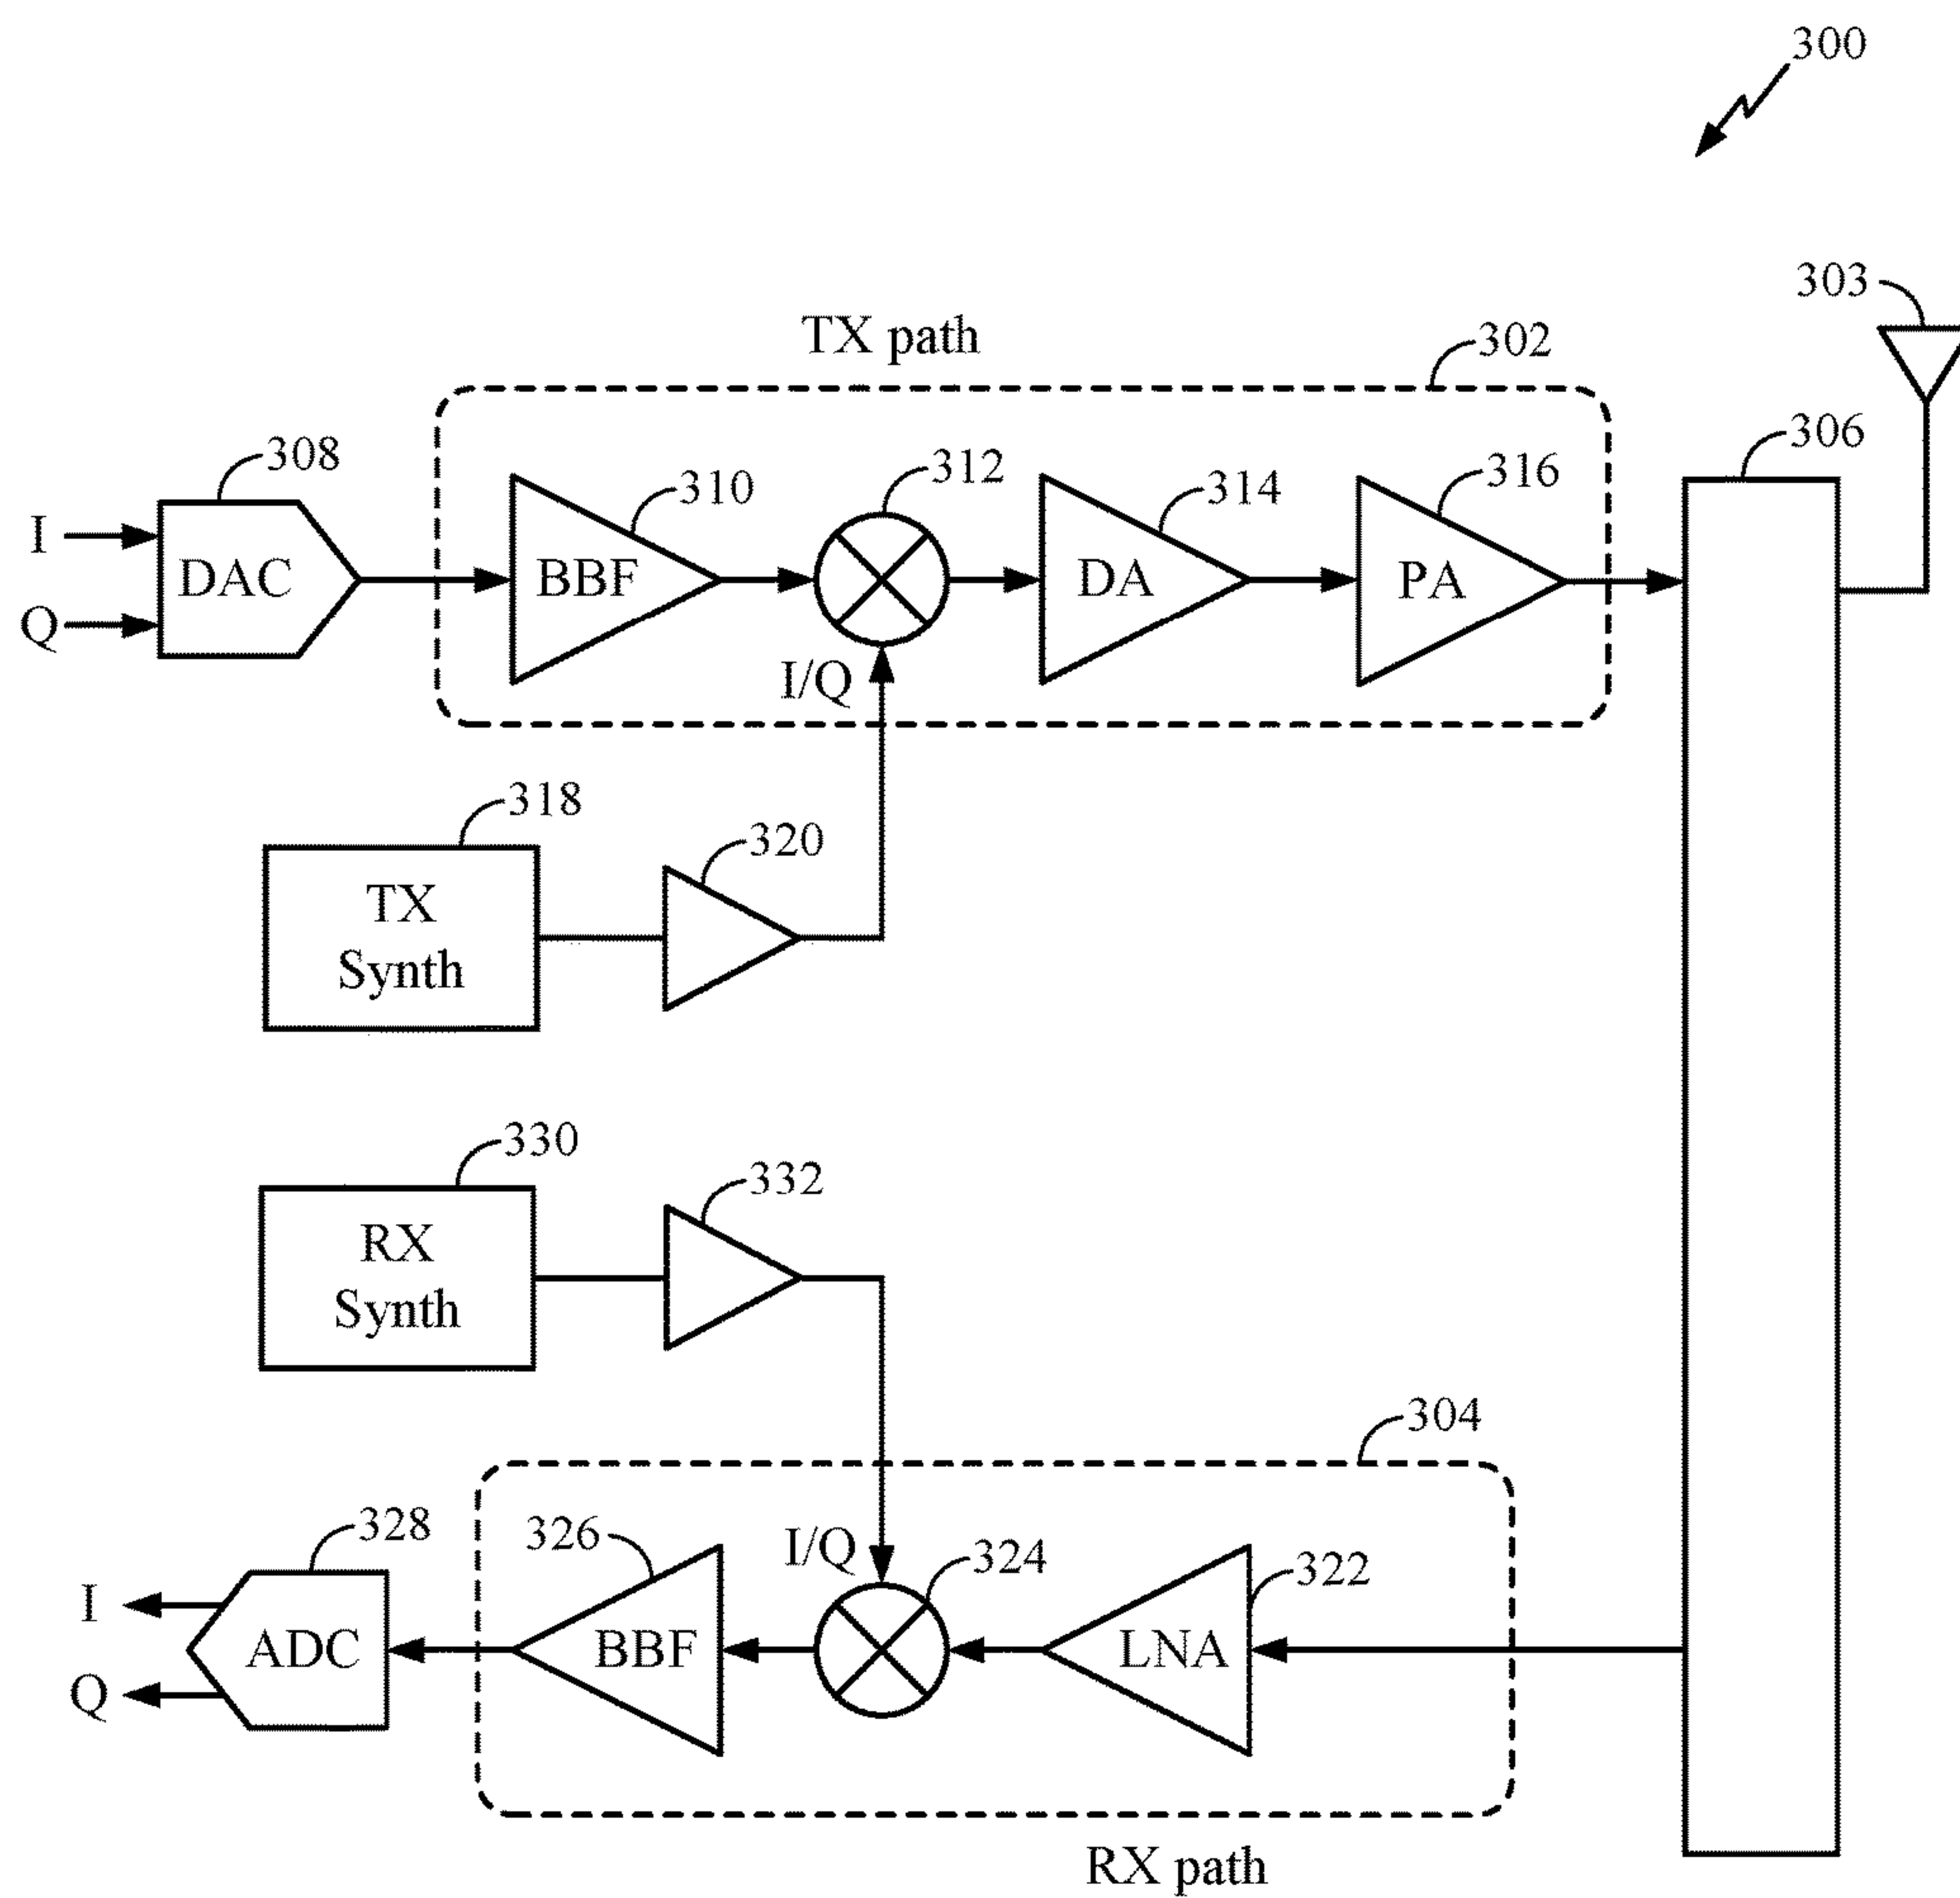 300
303
TX path
302
306
308
310
312
314
316
I
DAC
BBF
DA
PA
Q
I/Q
318
320
TX
Synth
330
332
RX
Synth
304
328
326
I/Q
324
322
I
ADC
BBF
LNA
Q
RX path